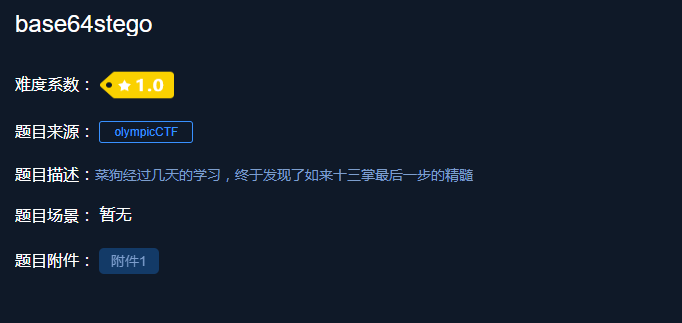 base64stego
难度系数： 1.0
题目来源： olympicCTF
题目描述：菜狗经过几天的学习，终于发现了如来十三掌最后一步的精髓
题目场景： 暂无
题目附件： 附件1